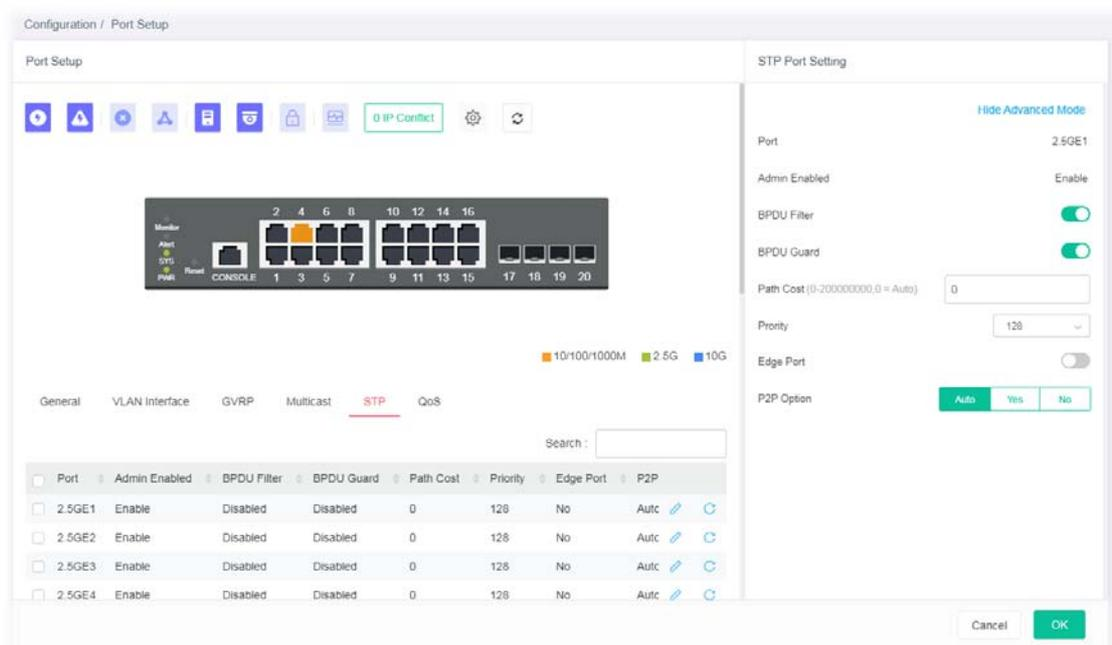 Configuration / Port Setup
Port Setup
STP Port Setting
0 IP Conflict
Hide Advanced Mode
Port 2.5GE1
Admin Enabled Enable
BPDU Filter
BPDU Guard
Path Cost (0-200000000,0 = Auto) 0
Prority 128
Edge Port
P2P Option Auto Yes No
2 4 6 8 10 12 14 16
Monitor
Alert
SYS
PWR
Reset
CONSOLE 1 3 5 7 9 11 13 15 17 18 19 20
10/100/1000M 2.5G 10G
General VLAN Interface GVRP Multicast STP QoS
Search :
Port Admin Enabled BPDU Filter BPDU Guard Path Cost Priority Edge Port P2P
2.5GE1 Enable Disabled Disabled 0 128 No Autc
2.5GE2 Enable Disabled Disabled 0 128 No Autc
2.5GE3 Enable Disabled Disabled 0 128 No Autc
2.5GE4 Enable Disabled Disabled 0 128 No Autc
Cancel OK